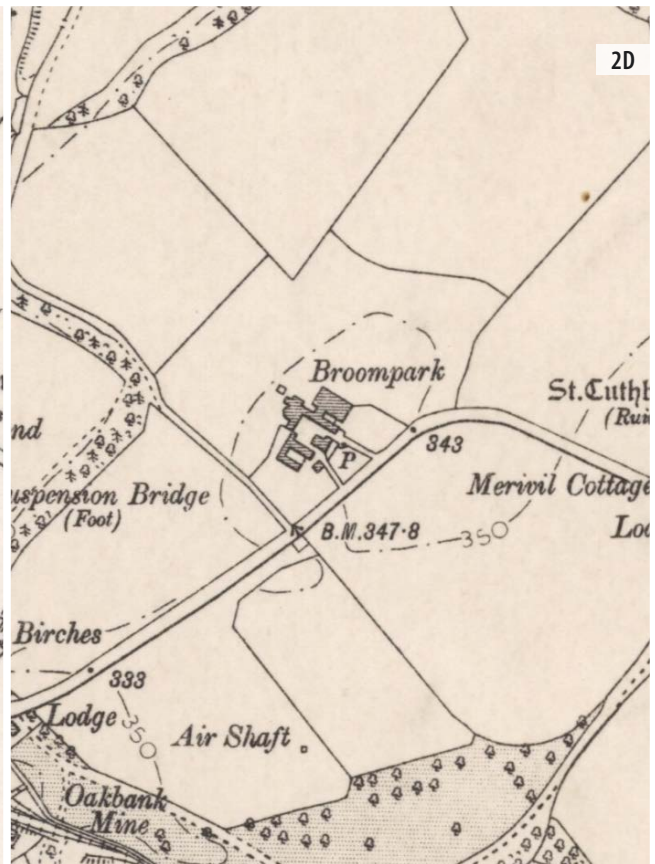 2D
Broompark
St. Cuthb
(Rui
343
P
nd
uspension Bridge
(Foot)
Merivil Cottage
Lod
B.M. 347·8
350
Birches
333
Lodge
350
Air Shaft
Oakbank
Mine